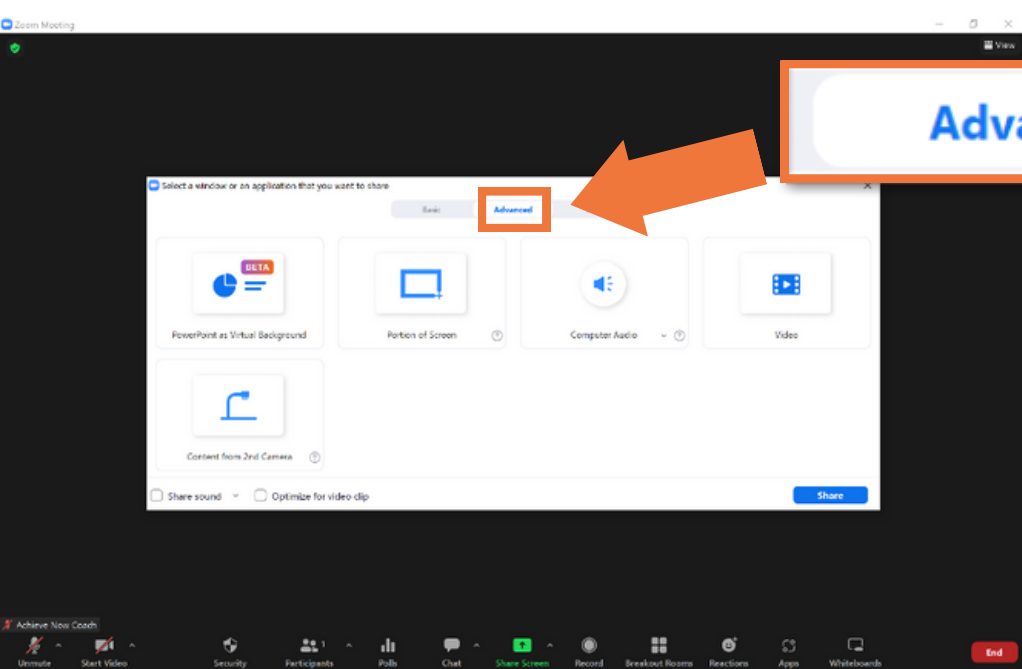 Zoom Meeting
View
Adva
Select a window or an application that you want to share
Basic
Advanced
BETA
PowerPoint as Virtual Background
Portion of Screen
Computer Audio
Video
Content from 2nd Camera
Share sound
Optimize for video clip
Share
Achieve Now Coach
Unmute
Start Video
Security
1
Participants
Polls
Chat
Share Screen
Record
Breakout Rooms
Reactions
Apps
Whiteboards
End